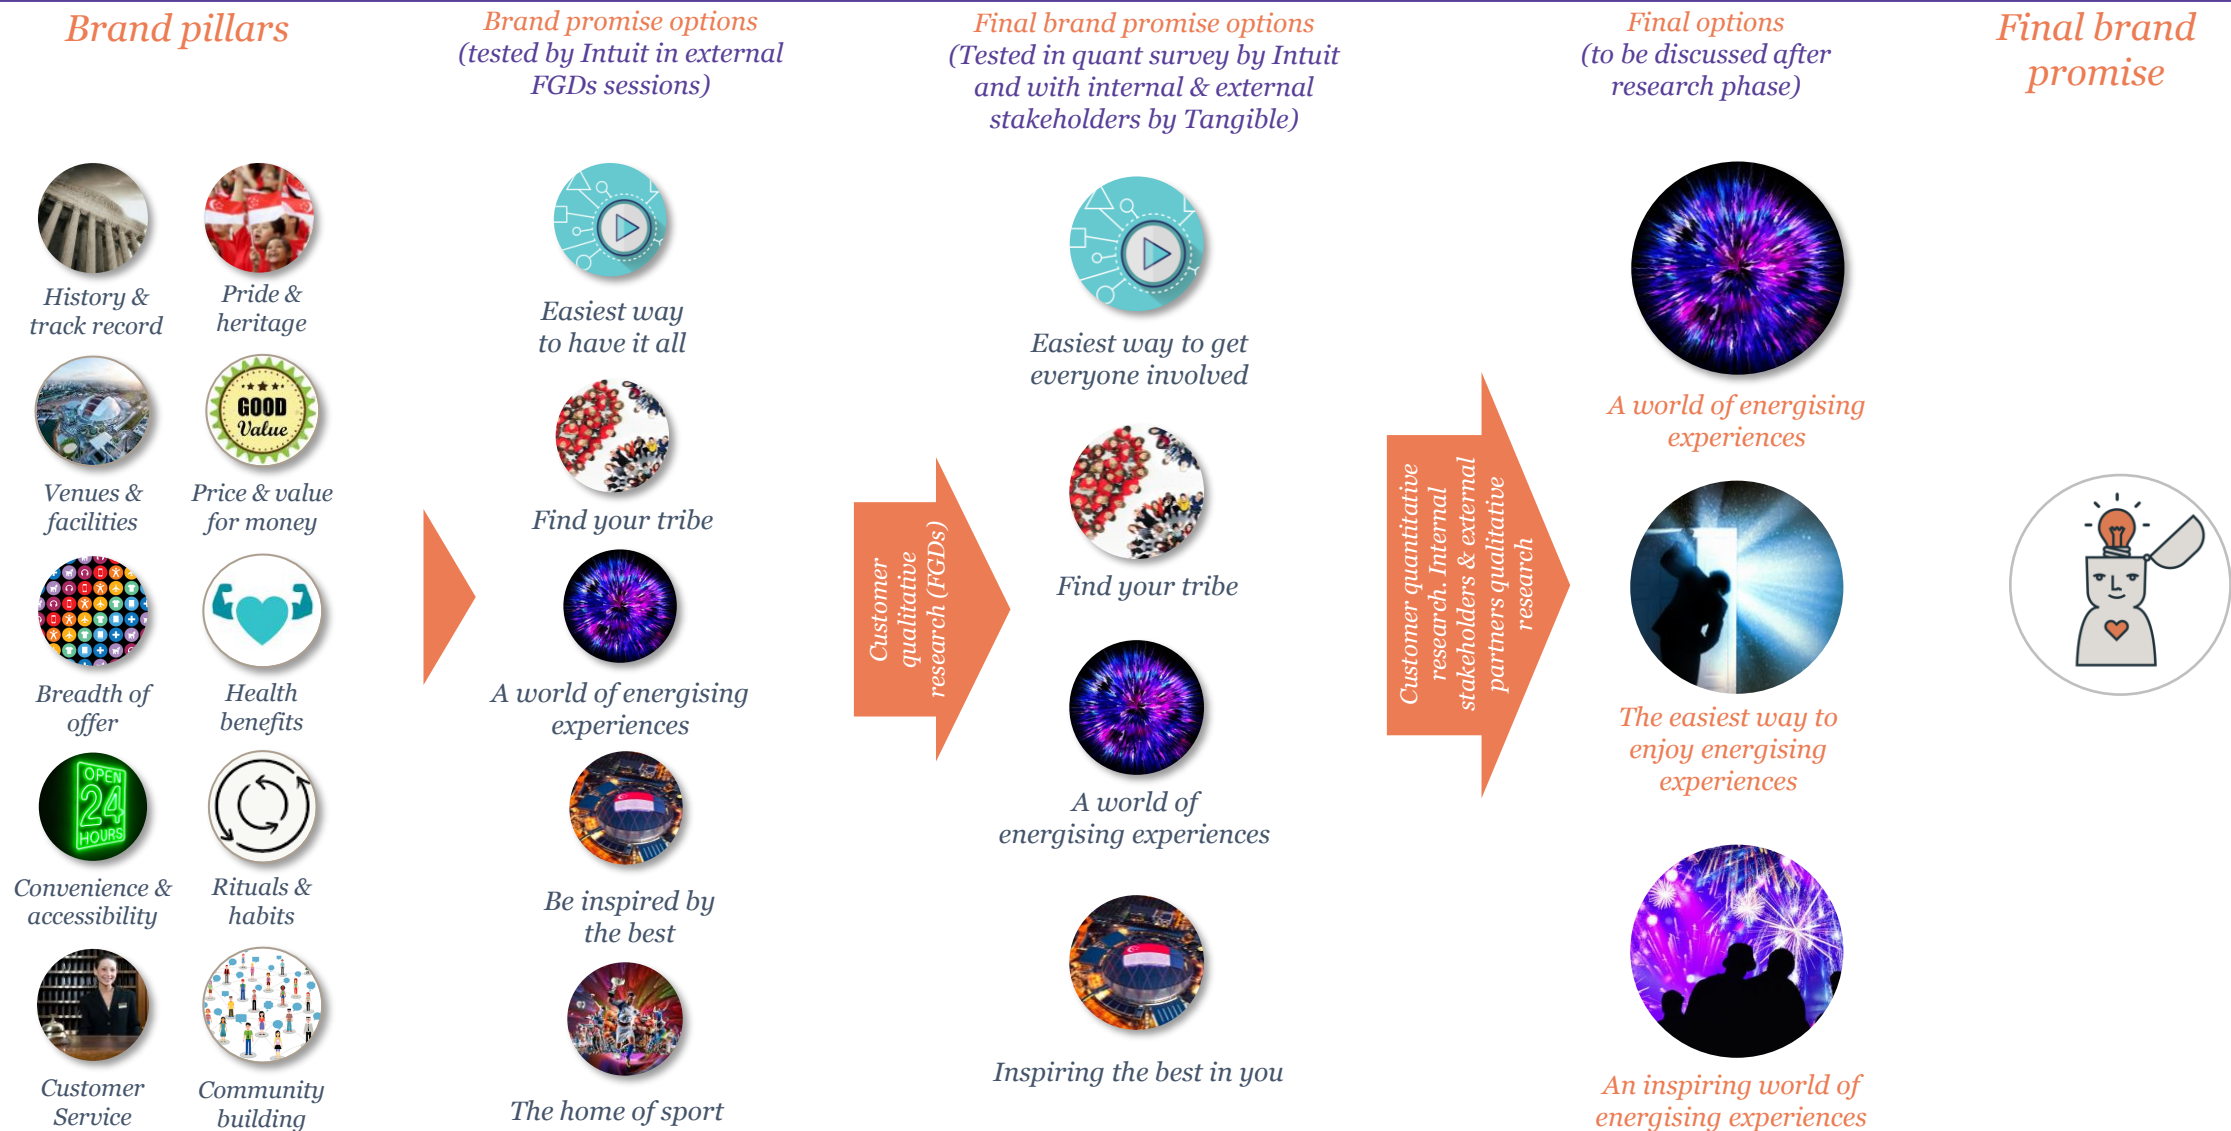 Brand pillars
History &
track record
Pride &
heritage
Venues &
facilities
GOOD
Value
Price & value
for money
Breadth of
offer
Health
benefits
OPEN
24
HOURS
Convenience &
accessibility
Rituals &
habits
Customer
Service
Community
building
Brand promise options
(tested by Intuit in external
FGDs sessions)
Easiest way
to have it all
Find your tribe
A world of energising
experiences
Be inspired by
the best
The home of sport
Customer
qualitative
research (FGDs)
Final brand promise options
(Tested in quant survey by Intuit
and with internal & external
stakeholders by Tangible)
Easiest way to get
everyone involved
Find your tribe
A world of
energising experiences
Inspiring the best in you
Customer quantitative
research. Internal
stakeholders & external
partners qualitative
research
Final options
(to be discussed after
research phase)
A world of energising
experiences
The easiest way to
enjoy energising
experiences
An inspiring world of
energising experiences
Final brand
promise